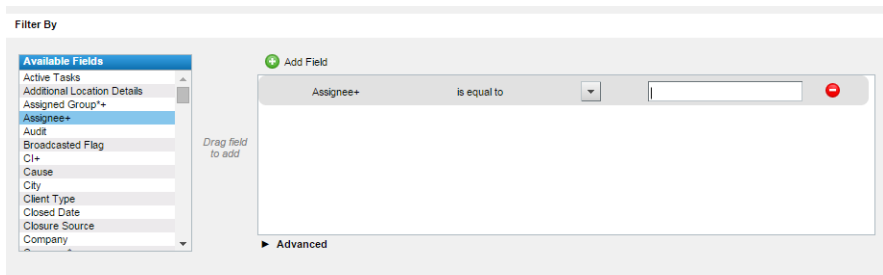 Filter By
Available Fields
Active Tasks
Additional Location Details
Assigned Group*+
Assignee+
Audit
Broadcasted Flag
CI+
Cause
City
Client Type
Closed Date
Closure Source
Company
Drag field
to add
Add Field
Assignee+ is equal to
Advanced